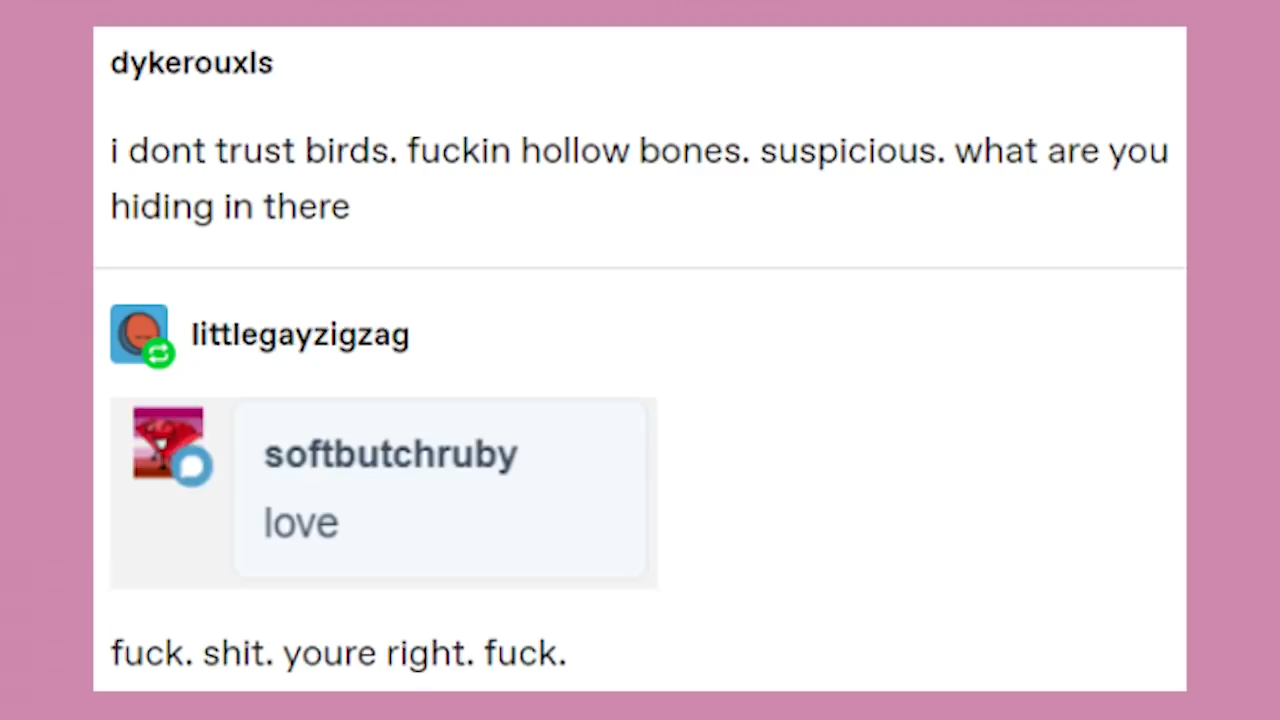 dykerouxls
i dont trust birds. fuckin hollow bones. suspicious. what are you
hiding in there
littlegayzigzag
softbutchruby
love
fuck. shit. youre right. fuck.